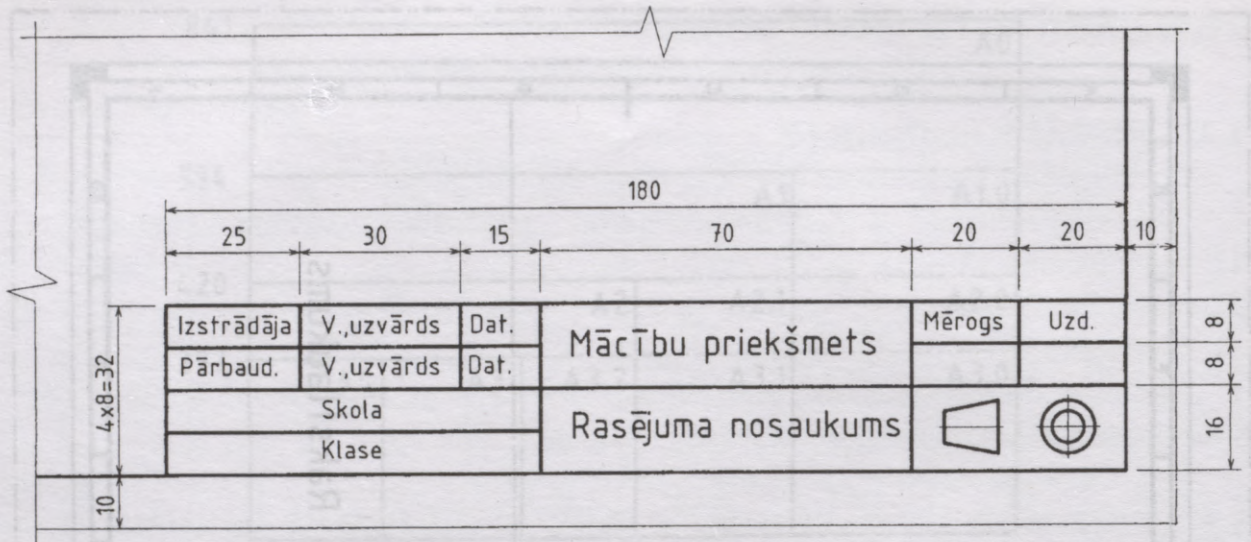 180
25 30 15 70 20 20 10
Izstrādāja V.,uzvārds Dat. Mācību priekšmets Mērogs Uzd. 8
Pārbaud. V.,uzvārds Dat. 8
4x8=32
Skola Rasējuma nosaukums 16
Klase
10